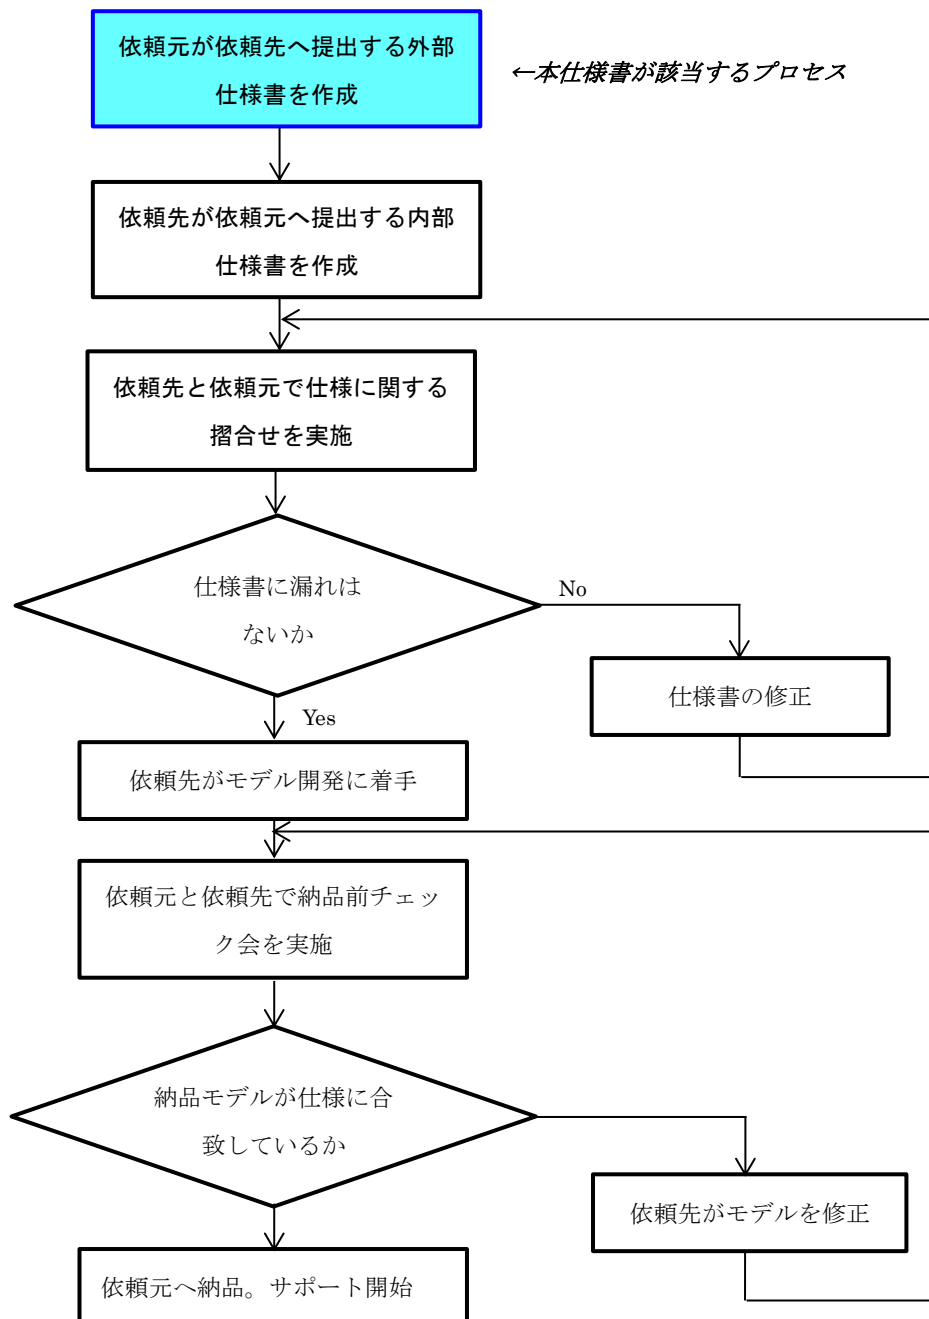 依頼元が依頼先へ提出する外部
仕様書を作成
←本仕様書が該当するプロセス
依頼先が依頼元へ提出する内部
仕様書を作成
依頼先と依頼元で仕様に関する
摺合せを実施
仕様書に漏れは
ないか
No
仕様書の修正
Yes
依頼先がモデル開発に着手
依頼元と依頼先で納品前チェッ
ク会を実施
納品モデルが仕様に合
致しているか
依頼先がモデルを修正
依頼元へ納品。サポート開始